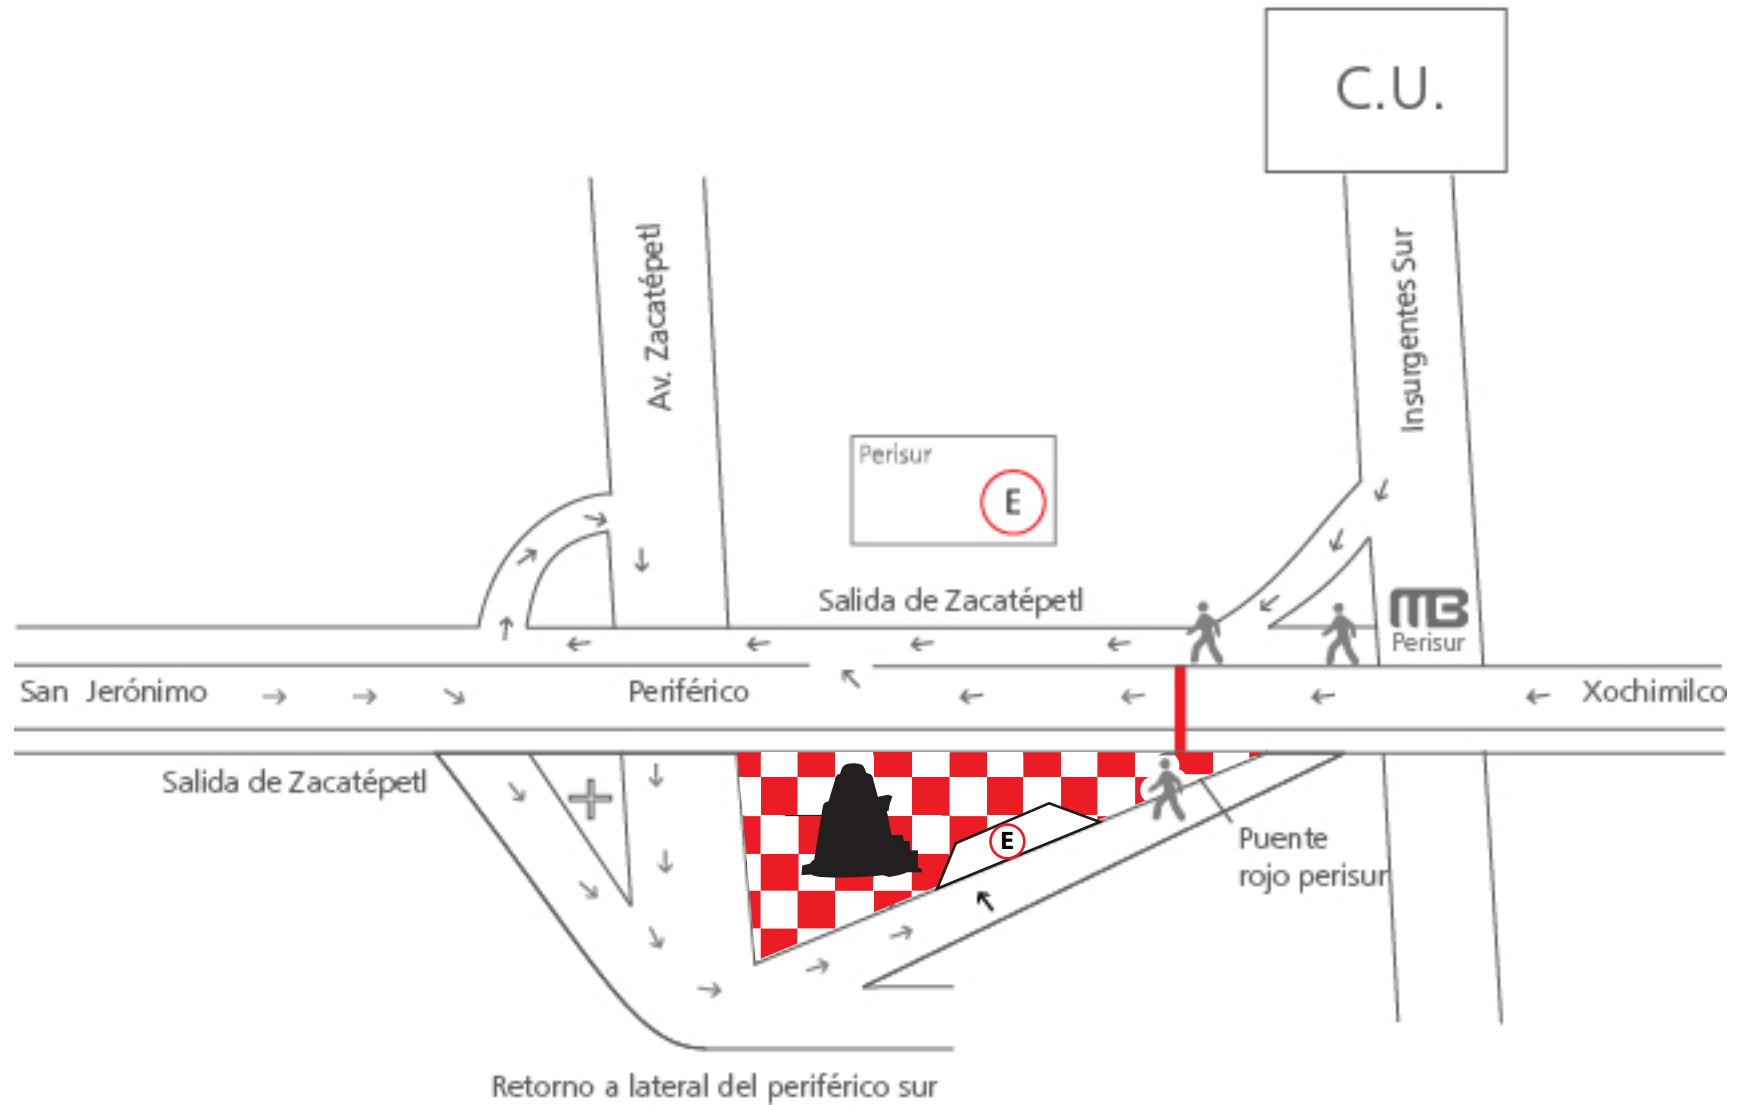 C.U.
Av. Zacatépetl
Insurgentes Sur
Perisur
E
Salida de Zacatépetl
MB
Perisur
San Jerónimo
Periférico
Xochimilco
Salida de Zacatépetl
E
Puente
rojo perisur
Retorno a lateral del periférico sur